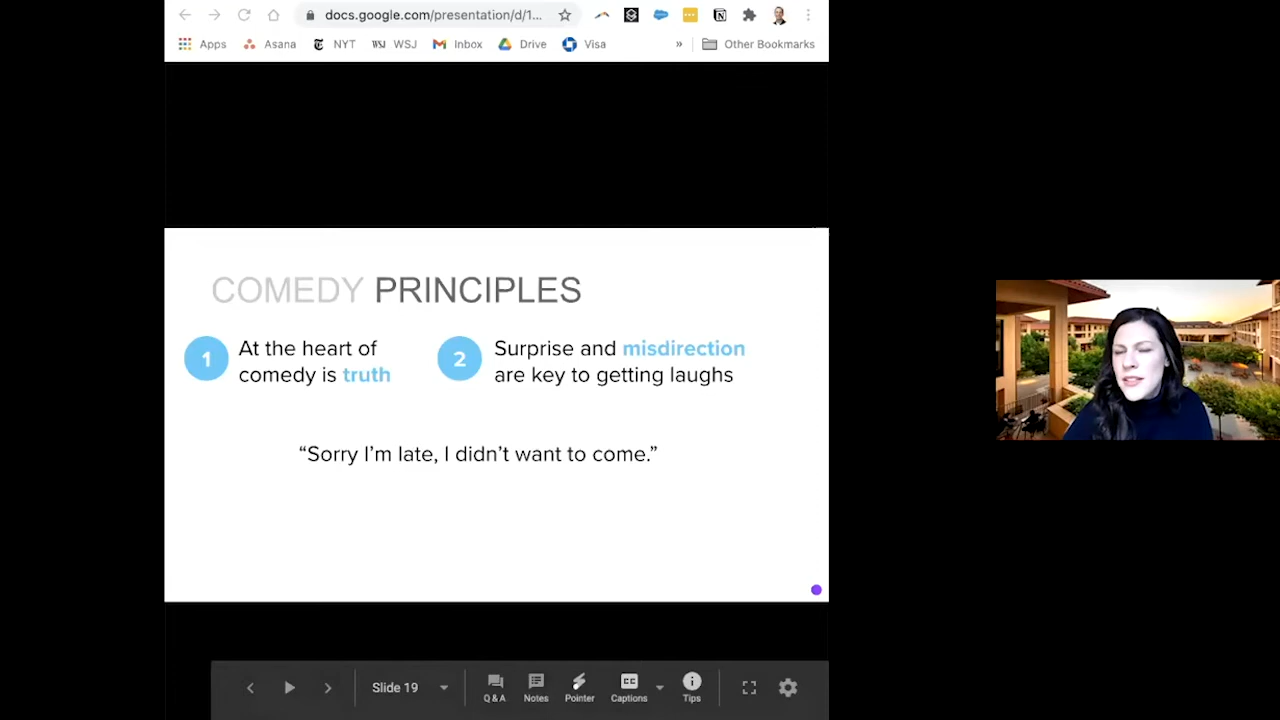 docs.google.com/presentation/d/1...
Apps Asana NYT WSJ WSJ Inbox Drive Visa » Other Bookmarks
COMEDY PRINCIPLES
1 At the heart of
comedy is truth
2 Surprise and misdirection
are key to getting laughs
“Sorry I’m late, I didn’t want to come.”
Slide 19
Q & A Notes Pointer CC Captions Tips